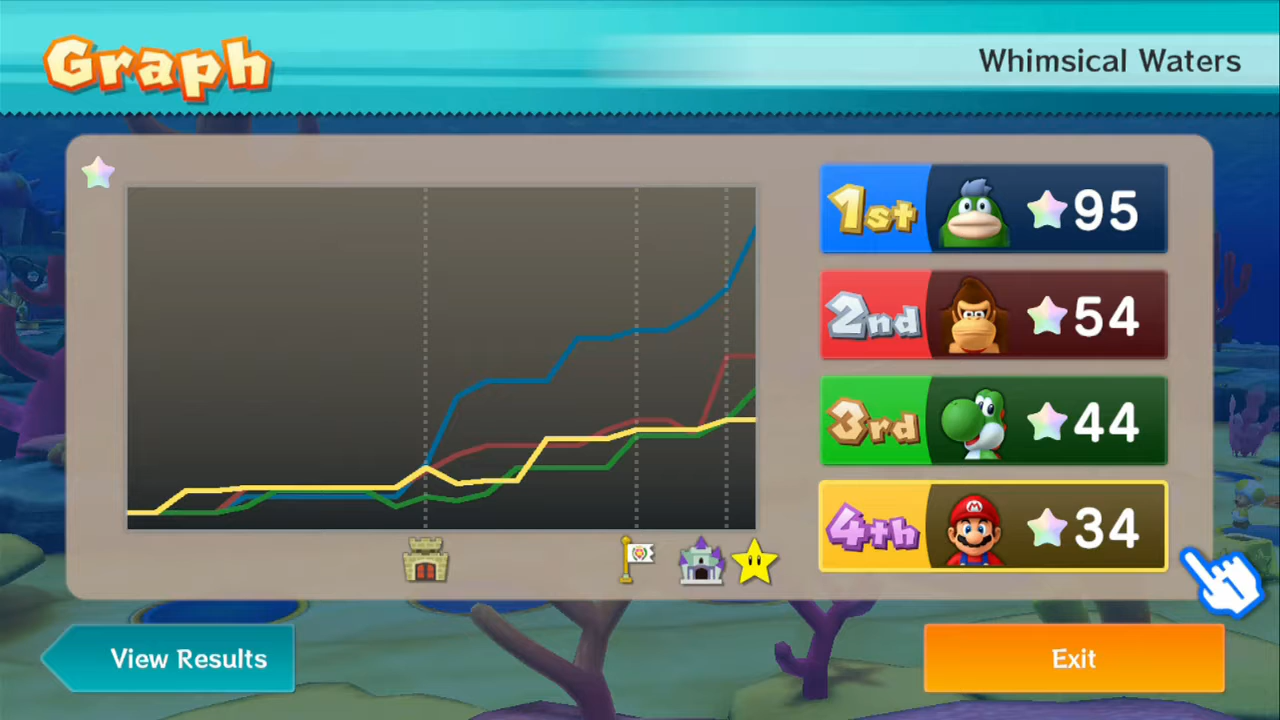 Graph
Whimsical Waters
1st 95
2nd 54
3rd 44
4th 34
View Results
Exit